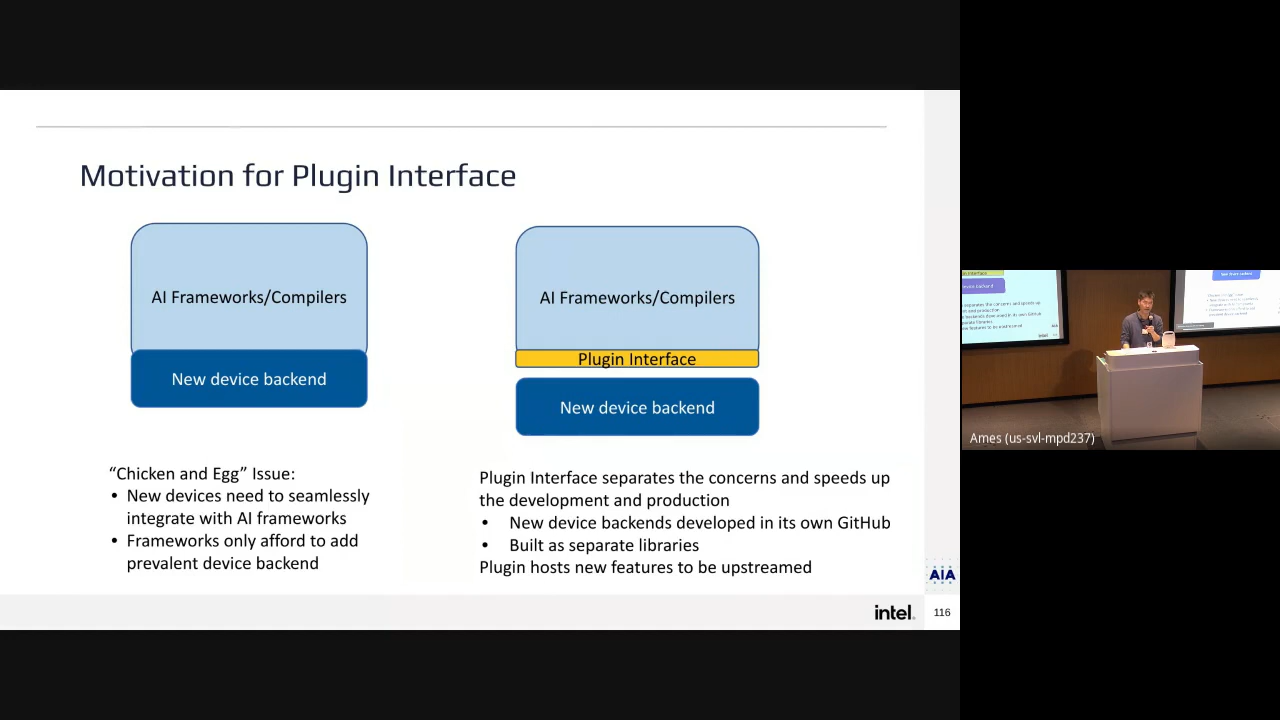 Motivation for Plugin Interface
AI Frameworks/Compilers
New device backend
AI Frameworks/Compilers
Plugin Interface
New device backend
“Chicken and Egg” Issue:
• New devices need to seamlessly
integrate with AI frameworks
• Frameworks only afford to add
prevalent device backend
Plugin Interface separates the concerns and speeds up
the development and production
• New device backends developed in its own GitHub
• Built as separate libraries
Plugin hosts new features to be upstreamed
AIA
intel.
116
Ames (us-svl-mpd237)